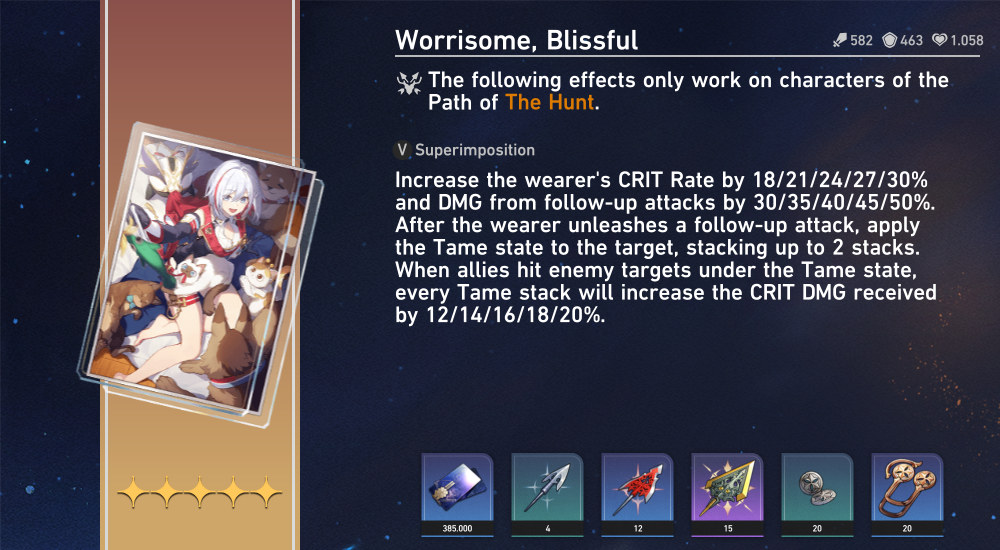 Worrisome, Blissful
582 463 1.058
The following effects only work on characters of the
Path of The Hunt.
V Superimposition
Increase the wearer's CRIT Rate by 18/21/24/27/30%
and DMG from follow-up attacks by 30/35/40/45/50%.
After the wearer unleashes a follow-up attack, apply
the Tame state to the target, stacking up to 2 stacks.
When allies hit enemy targets under the Tame state,
every Tame stack will increase the CRIT DMG received
by 12/14/16/18/20%.
385.000 4 12 15 20 20